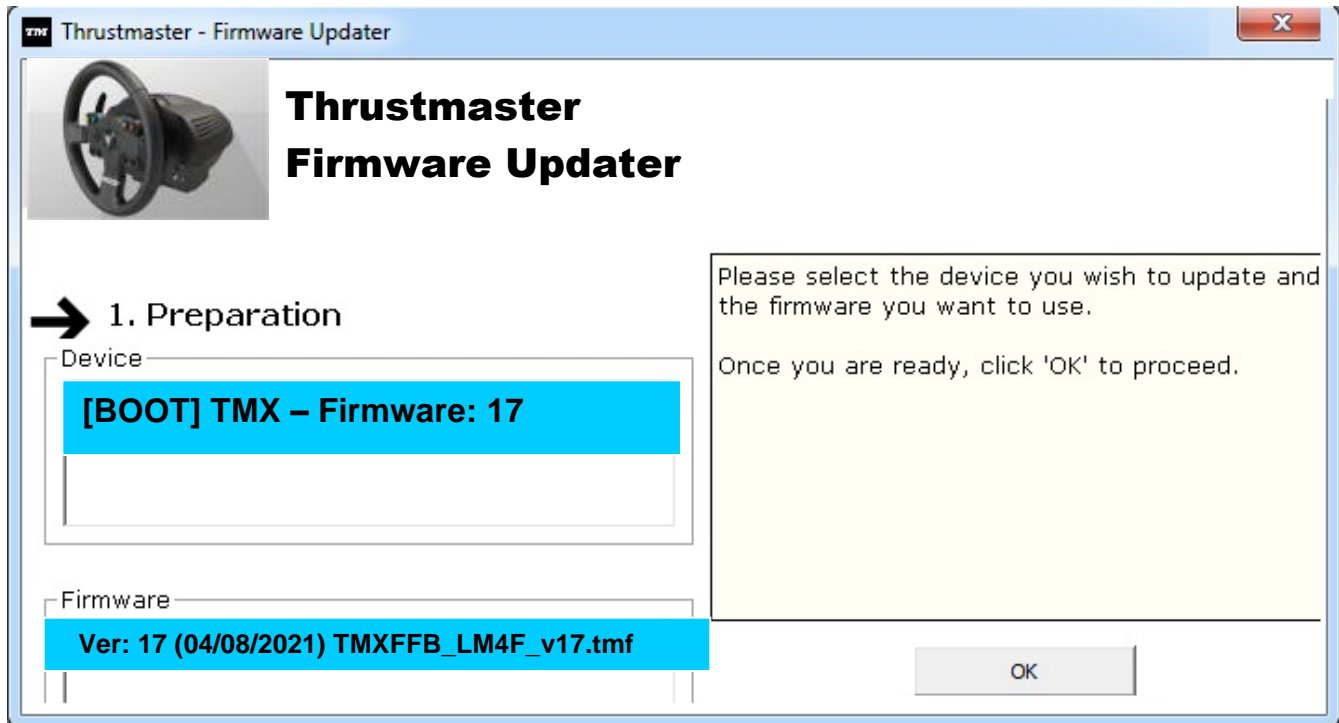 Thrustmaster - Firmware Updater
Thrustmaster
Firmware Updater
1. Preparation
Device
[BOOT] TMX – Firmware: 17
Firmware
Ver: 17 (04/08/2021) TMXFFB_LM4F_v17.tmf
Please select the device you wish to update and
the firmware you want to use.
Once you are ready, click 'OK' to proceed.
OK